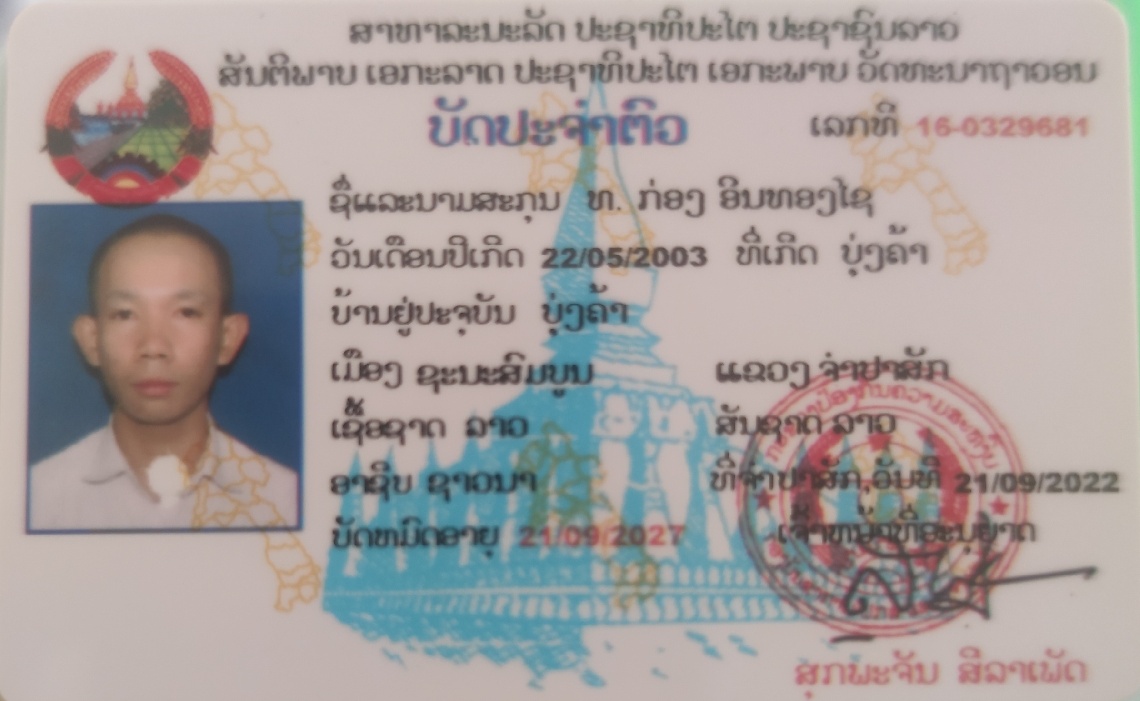 ສາທາລະນະລັດ ປະຊາທິປະໄຕ ປະຊາຊົນລາວ
ສັນຕິພາບ ເອກະລາດ ປະຊາທິປະໄຕ ເອກະພາບ ວັດທະນາຖາວອນ
ບັດປະຈຳຕົວ ເລກທີ 16-0329681
ຊື່ແລະນາມສະກຸນ ທ. ກ່ອງ ອິນທອງໄຊ
ວັນເດືອນປີເກີດ 22/05/2003 ທີ່ເກີດ ບຸ່ງຄ້າ
ບ້ານຢູ່ປະຈຸບັນ ບຸ່ງຄ້າ
ເມືອງ ຊະນະສົມບູນ ແຂວງ ຈຳປາສັກ
ເຊື້ອຊາດ ລາວ ສັນຊາດ ລາວ
ອາຊີບ ຊາວນາ ທີ່ຈຳປາສັກ,ວັນທີ 21/09/2022
ບັດຫມົດອາຍຸ 21/09/2027 ເຈົ້າຫນ້າທີ່ອະນຸຍາດ
ສຸກພະຈັນ ສີລາເພັດ